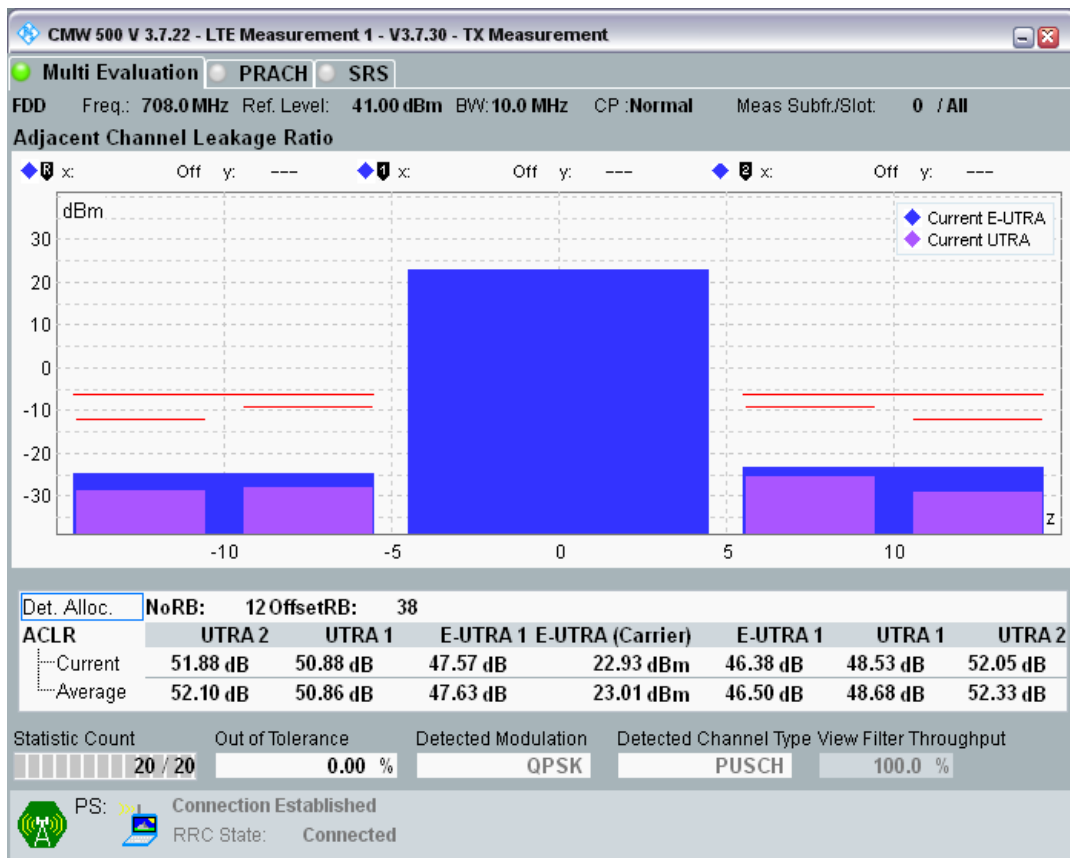 CMW 500 V 3.7.22 - LTE Measurement 1 - V3.7.30 - TX Measurement
Multi Evaluation PRACH SRS
FDD Freq.: 708.0 MHz Ref. Level: 41.00 dBm BW: 10.0 MHz CP :Normal Meas Subfr./Slot: 0 / All
Adjacent Channel Leakage Ratio
R x: Off y: --- 1 x: Off y: --- 2 x: Off y: ---
dBm
Current E-UTRA
Current UTRA
30
20
10
0
-10
-20
-30
z
-10 -5 0 5 10
Det. Alloc. NoRB: 12 OffsetRB: 38
ACLR UTRA 2 UTRA 1 E-UTRA 1 E-UTRA (Carrier) E-UTRA 1 UTRA 1 UTRA 2
Current 51.88 dB 50.88 dB 47.57 dB 22.93 dBm 46.38 dB 48.53 dB 52.05 dB
Average 52.10 dB 50.86 dB 47.63 dB 23.01 dBm 46.50 dB 48.68 dB 52.33 dB
Statistic Count Out of Tolerance Detected Modulation Detected Channel Type View Filter Throughput
20 / 20 0.00 % QPSK PUSCH 100.0 %
PS: Connection Established
RRC State: Connected